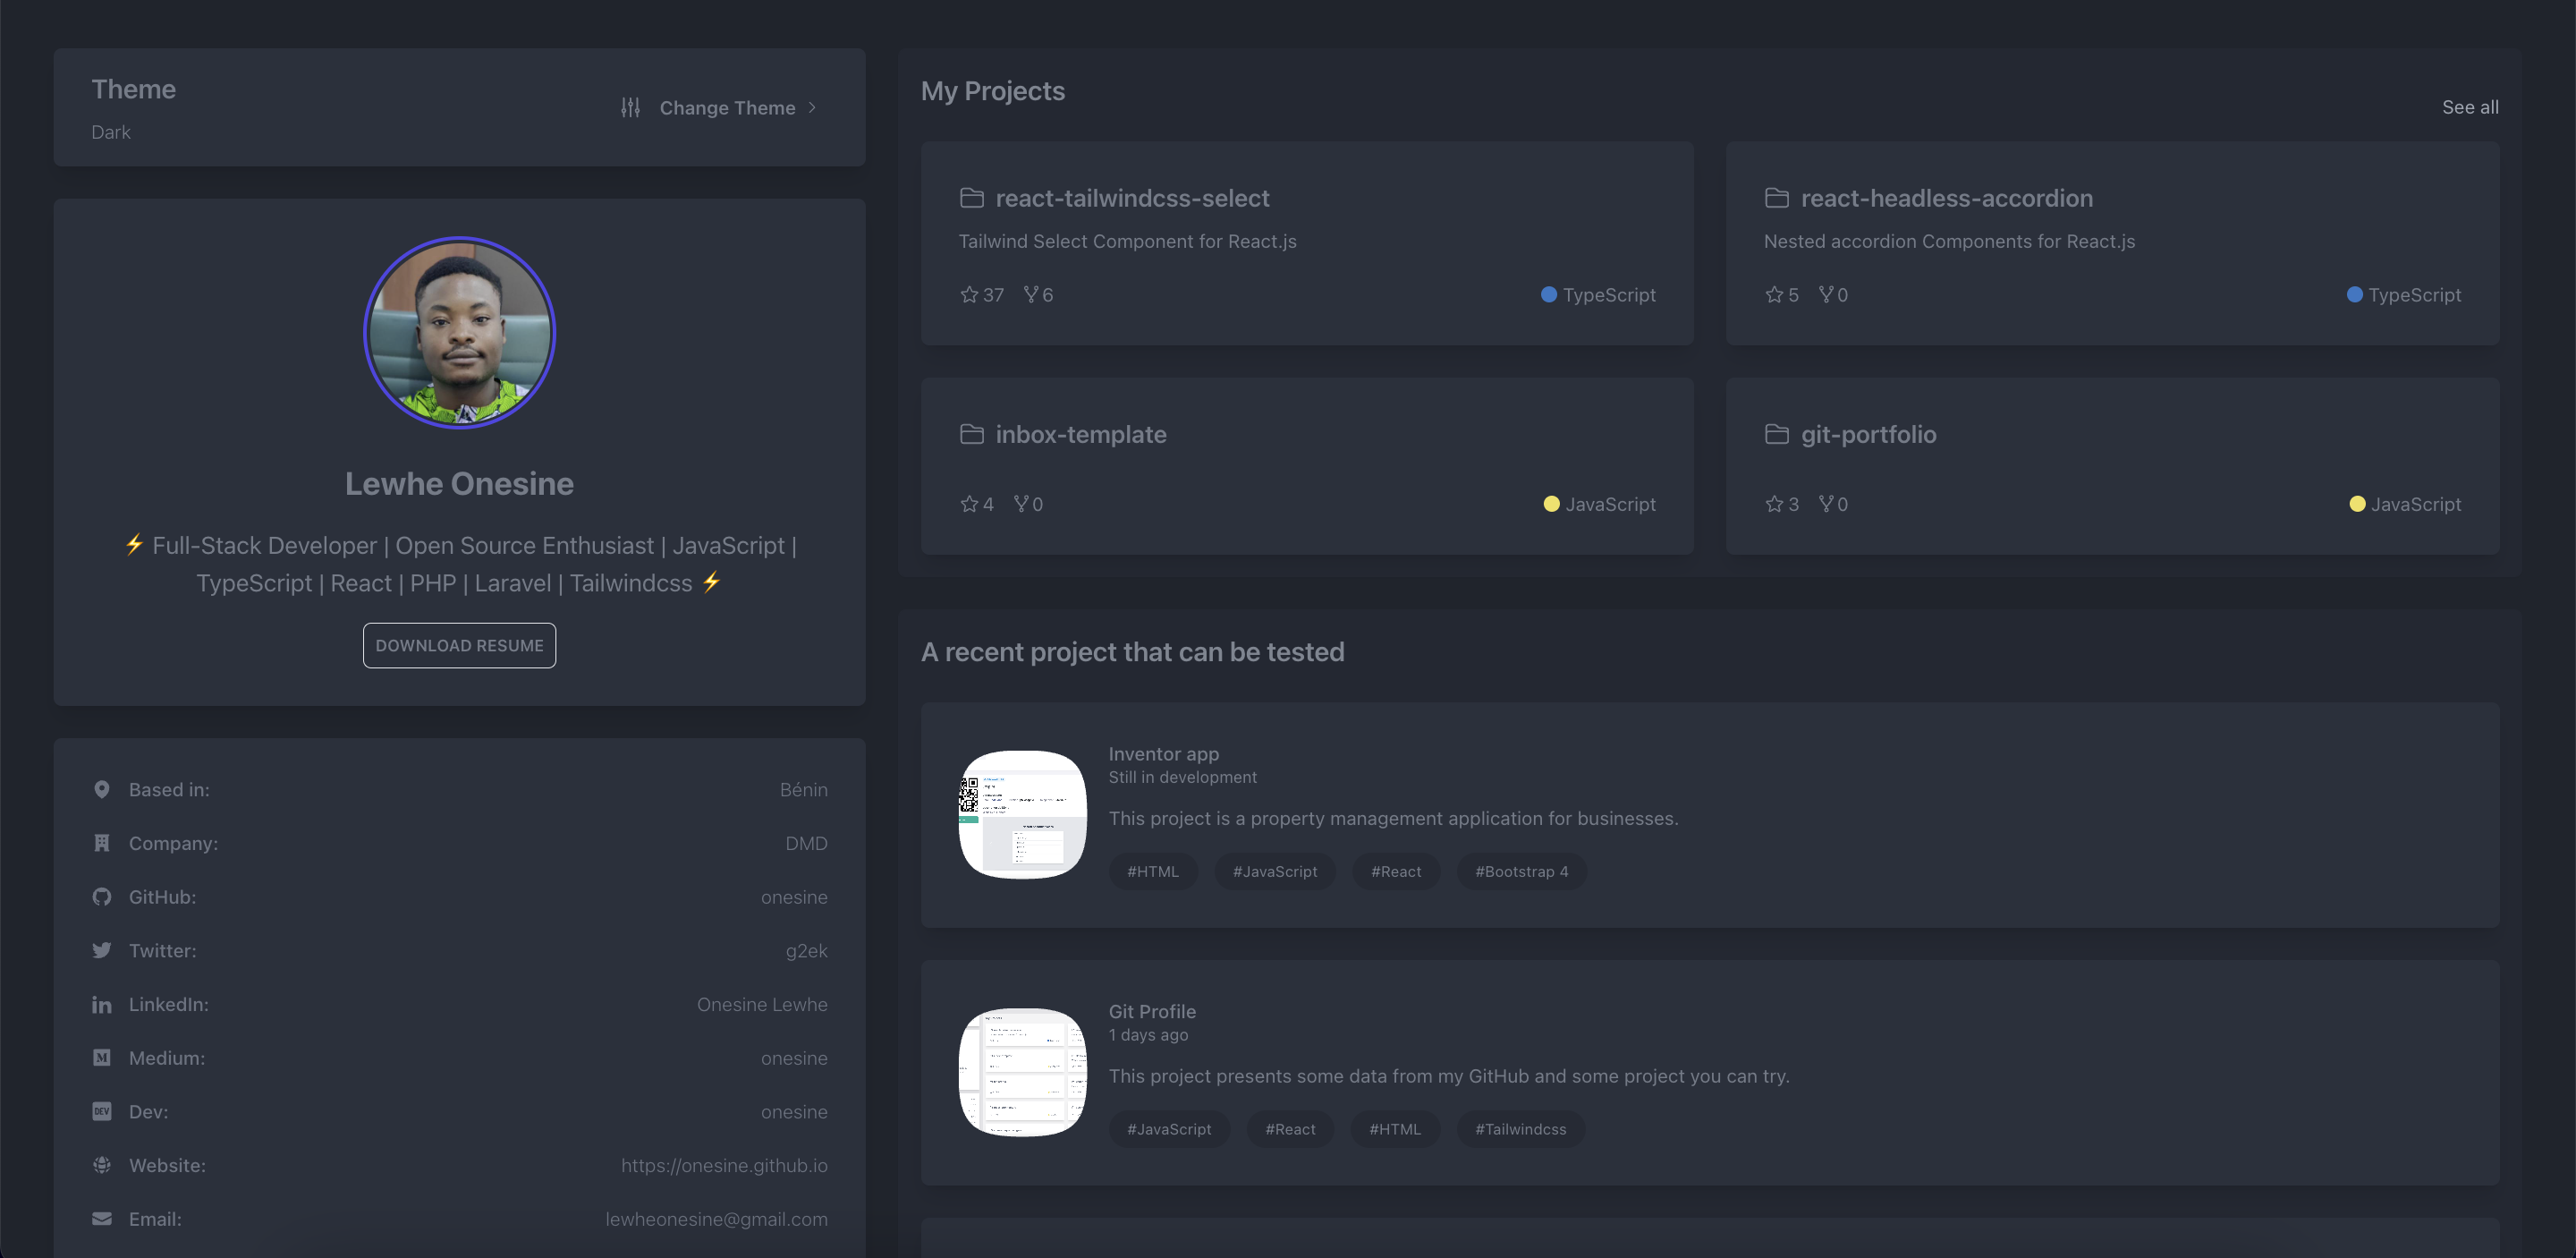 Theme
Dark
Change Theme
Lewhe Onesine
⚡ Full-Stack Developer | Open Source Enthusiast | JavaScript |
TypeScript | React | PHP | Laravel | Tailwindcss ⚡
DOWNLOAD RESUME
Based in: Bénin
Company: DMD
GitHub: onesine
Twitter: g2ek
LinkedIn: Onesine Lewhe
Medium: onesine
DEV Dev: onesine
Website: https://onesine.github.io
Email: lewheonesine@gmail.com
My Projects
See all
react-tailwindcss-select
Tailwind Select Component for React.js
37 6 TypeScript
react-headless-accordion
Nested accordion Components for React.js
5 0 TypeScript
inbox-template
4 0 JavaScript
git-portfolio
3 0 JavaScript
A recent project that can be tested
Inventor app
Still in development
This project is a property management application for businesses.
#HTML #JavaScript #React #Bootstrap 4
Git Profile
1 days ago
This project presents some data from my GitHub and some project you can try.
#JavaScript #React #HTML #Tailwindcss